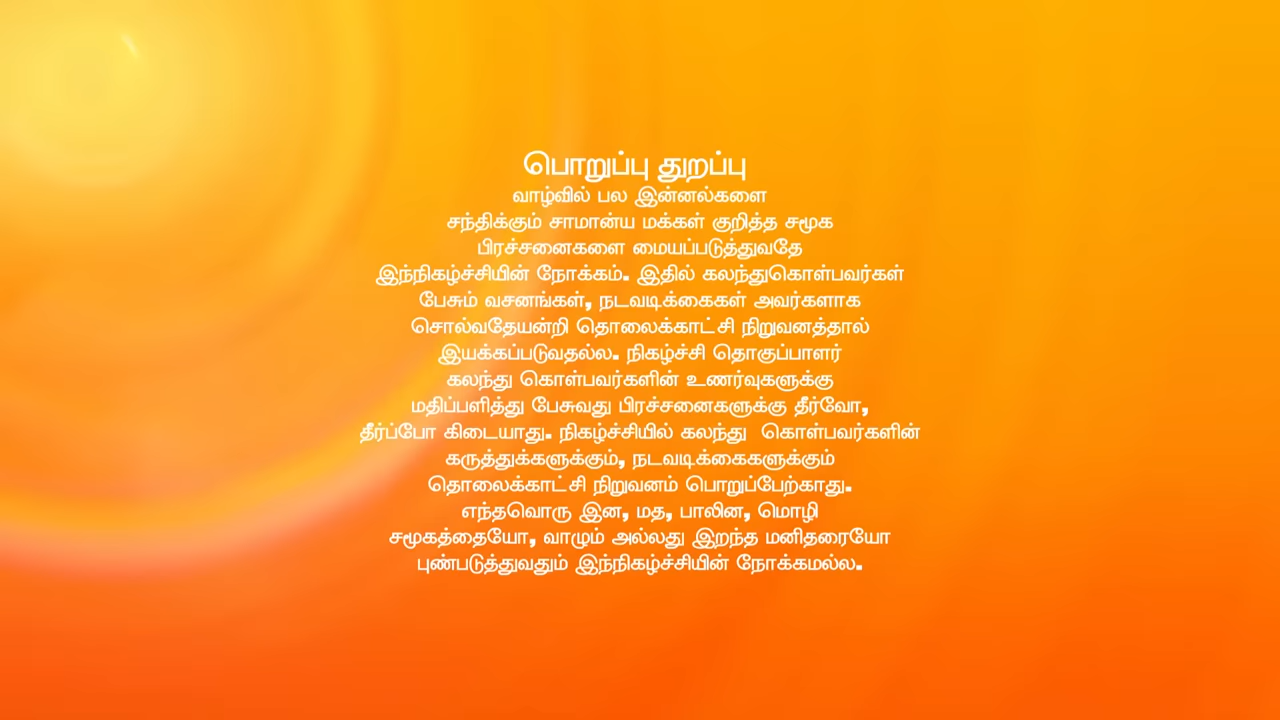 பொறுப்பு துறப்பு
வாழ்வில் பல இன்னல்களை
சந்திக்கும் சாமான்ய மக்கள் குறித்த சமூக
பிரச்சனைகளை மையப்படுத்துவதே
இந்நிகழ்ச்சியின் நோக்கம். இதில் கலந்துகொள்பவர்கள்
பேசும் வசனங்கள், நடவடிக்கைகள் அவர்களாக
சொல்வதேயன்றி தொலைக்காட்சி நிறுவனத்தால்
இயக்கப்படுவதல்ல. நிகழ்ச்சி தொகுப்பாளர்
கலந்து கொள்பவர்களின் உணர்வுகளுக்கு
மதிப்பளித்து பேசுவது பிரச்சனைகளுக்கு தீர்வோ,
தீர்ப்போ கிடையாது. நிகழ்ச்சியில் கலந்து  கொள்பவர்களின்
கருத்துக்களுக்கும், நடவடிக்கைகளுக்கும்
தொலைக்காட்சி நிறுவனம் பொறுப்பேற்காது.
எந்தவொரு இன, மத, பாலின, மொழி
சமூகத்தையோ, வாழும் அல்லது இறந்த மனிதரையோ
புண்படுத்துவதும் இந்நிகழ்ச்சியின் நோக்கமல்ல.